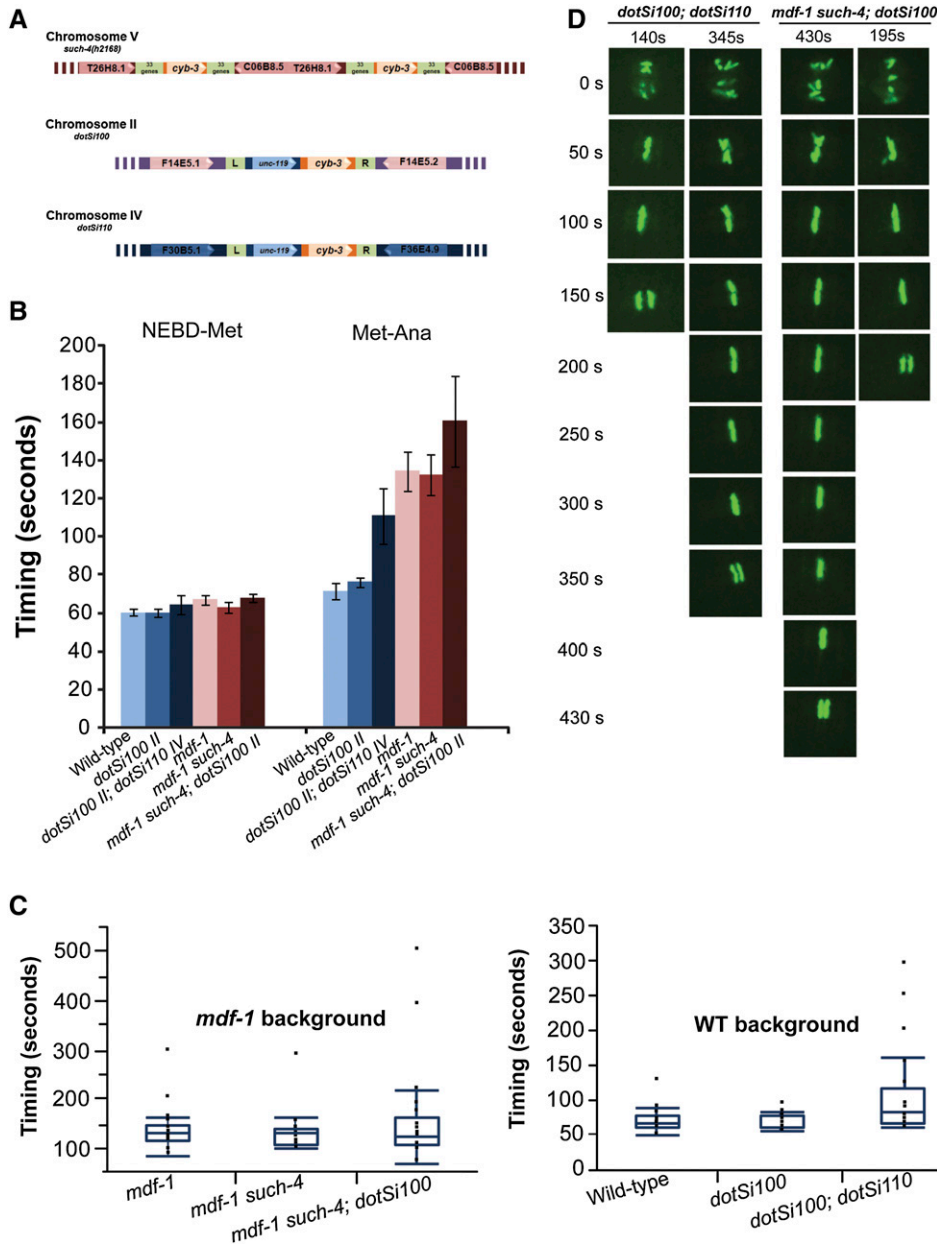 A
Chromosome V
such-4(h2168)
T26H8.1 33 genes cyb-3 33 genes C06B8.5 T26H8.1 33 genes cyb-3 33 genes C06B8.5
Chromosome II
dotSi100
F14E5.1 L unc-119 cyb-3 R F14E5.2
Chromosome IV
dotSi110
F30B5.1 L unc-119 cyb-3 R F36E4.9
B
NEBD-Met Met-Ana
Timing (seconds)
200
180
160
140
120
100
80
60
40
20
0
Wild-type
dotSi100 II
dotSi100 II; dotSi110 IV
mdf-1
mdf-1 such-4
mdf-1 such-4; dotSi100 II
Wild-type
dotSi100 II
dotSi100 II; dotSi110 IV
mdf-1
mdf-1 such-4
mdf-1 such-4; dotSi100 II
C
Timing (seconds)
500
400
300
200
100
mdf-1 background
mdf-1
mdf-1 such-4
mdf-1 such-4; dotSi100
Timing (seconds)
350
300
250
200
150
100
50
0
WT background
Wild-type
dotSi100
dotSi100; dotSi110
D
dotSi100; dotSi110 mdf-1 such-4; dotSi100
140s 345s 430s 195s
0s
50 s
100 s
150 s
200 s
250 s
300 s
350 s
400 s
430 s